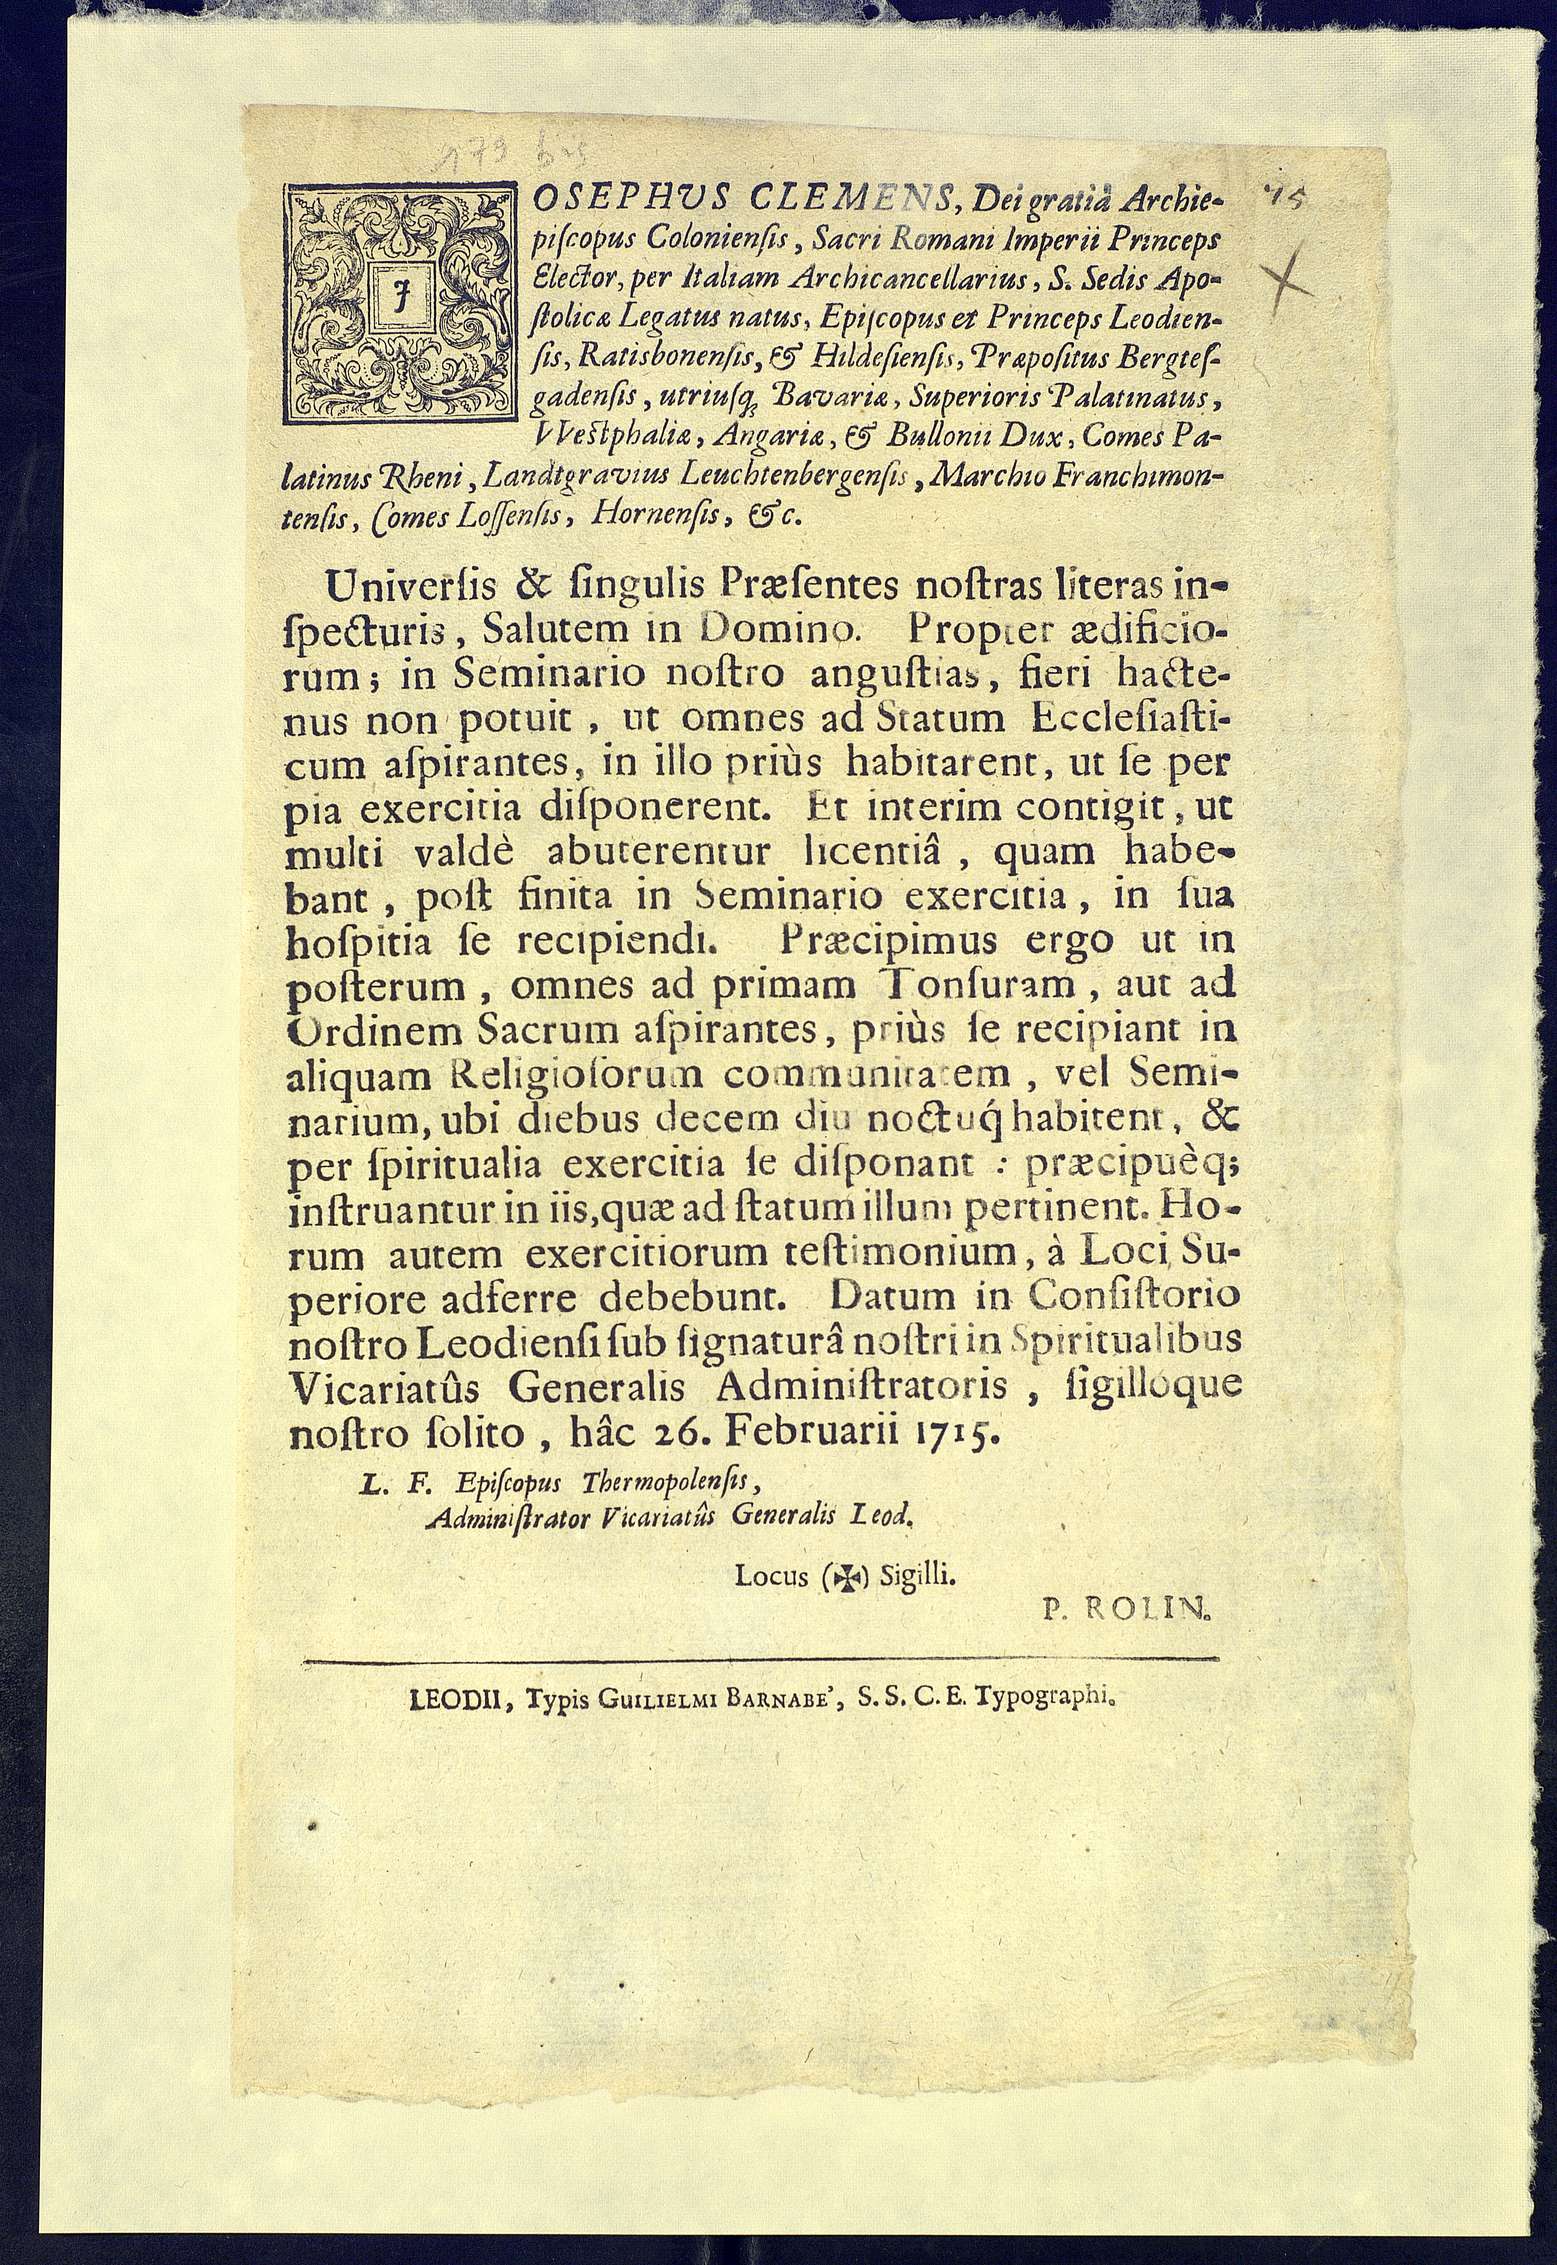 179 bis
JOSEPHUS CLEMENS, Dei gratiâ Archie-
piſcopus Colonienſis, Sacri Romani Imperii Princeps
Elector, per Italiam Archicancellarius, S. Sedis Apo-
ſtolicæ Legatus natus, Epiſcopus et Princeps Leodien-
ſis, Ratisbonenſis, & Hildeſienſis, Præpoſitus Bergteſ-
gadenſis, utriuſq; Bavariæ, Superioris Palatinatus,
VVeſtphaliæ, Angariæ, & Bullonii Dux, Comes Pa-
latinus Rheni, Landtgravius Leuchtenbergenſis, Marchio Franchimon-
tenſis, Comes Loſſenſis, Hornenſis, &c.
Univerſis & ſingulis Præſentes noſtras literas in-
ſpecturis, Salutem in Domino. Propter ædificio-
rum; in Seminario noſtro anguſtias, fieri hacte-
nus non potuit, ut omnes ad Statum Eccleſiaſti-
cum aſpirantes, in illo priùs habitarent, ut ſe per
pia exercitia diſponerent. Et interim contigit, ut
multi valdè abuterentur licentiâ, quam habe-
bant, poſt finita in Seminario exercitia, in ſua
hoſpitia ſe recipiendi. Præcipimus ergo ut in
poſterum, omnes ad primam Tonſuram, aut ad
Ordinem Sacrum aſpirantes, priùs ſe recipiant in
aliquam Religioſorum communitatem, vel Semi-
narium, ubi diebus decem diu noctuq́ habitent, &
per ſpiritualia exercitia ſe diſponant : præcipuèq;
inſtruantur in iis, quæ ad ſtatum illum pertinent. Ho-
rum autem exercitiorum teſtimonium, à Loci Su-
periore adferre debebunt. Datum in Conſiſtorio
noſtro Leodienſi ſub ſignaturâ noſtri in Spiritualibus
Vicariatûs Generalis Adminiſtratoris, ſigilloque
noſtro ſolito, hâc 26. Februarii 1715.
L. F. Epiſcopus Thermopolenſis,
Adminiſtrator Vicariatûs Generalis Leod.
Locus (✠) Sigilli.
P. ROLIN.
LEODII, Typis GUILIELMI BARNABE', S. S. C. E. Typographi.